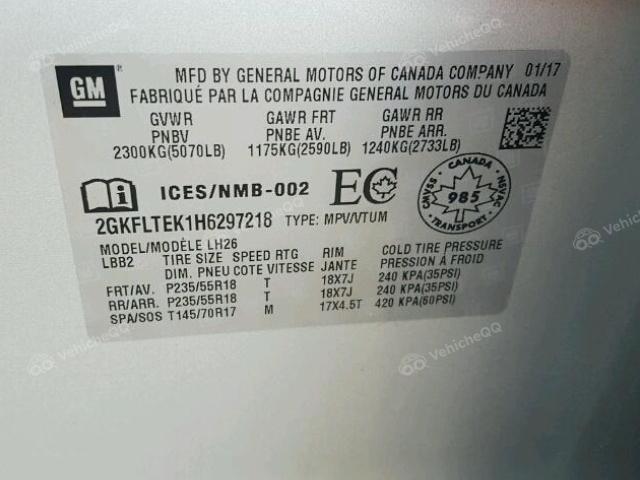 GM ® MFD BY GENERAL MOTORS OF CANADA COMPANY 01/17
FABRIQUÉ PAR LA COMPAGNIE GENERAL MOTORS DU CANADA
GVWR GAWR FRT GAWR RR
PNBV PNBE AV. PNBE ARR.
2300KG(5070LB) 1175KG(2590LB) 1240KG(2733LB)
ICES/NMB-002 EC
CANADA
CMVSS 985 NSVAC
2GKFLTEK1H6297218 TYPE: MPV/VTUM
MODEL/MODÈLE LH26
LBB2 TIRE SIZE SPEED RTG RIM COLD TIRE PRESSURE
DIM. PNEU COTE VITESSE JANTE PRESSION À FROID
FRT/AV. P235/55R18 T 18X7J 240 KPA(35PSI)
RR/ARR. P235/55R18 T 18X7J 240 KPA(35PSI)
SPA/SOS T145/70R17 M 17X4.5T 420 KPA(60PSI)
VehicleQQ